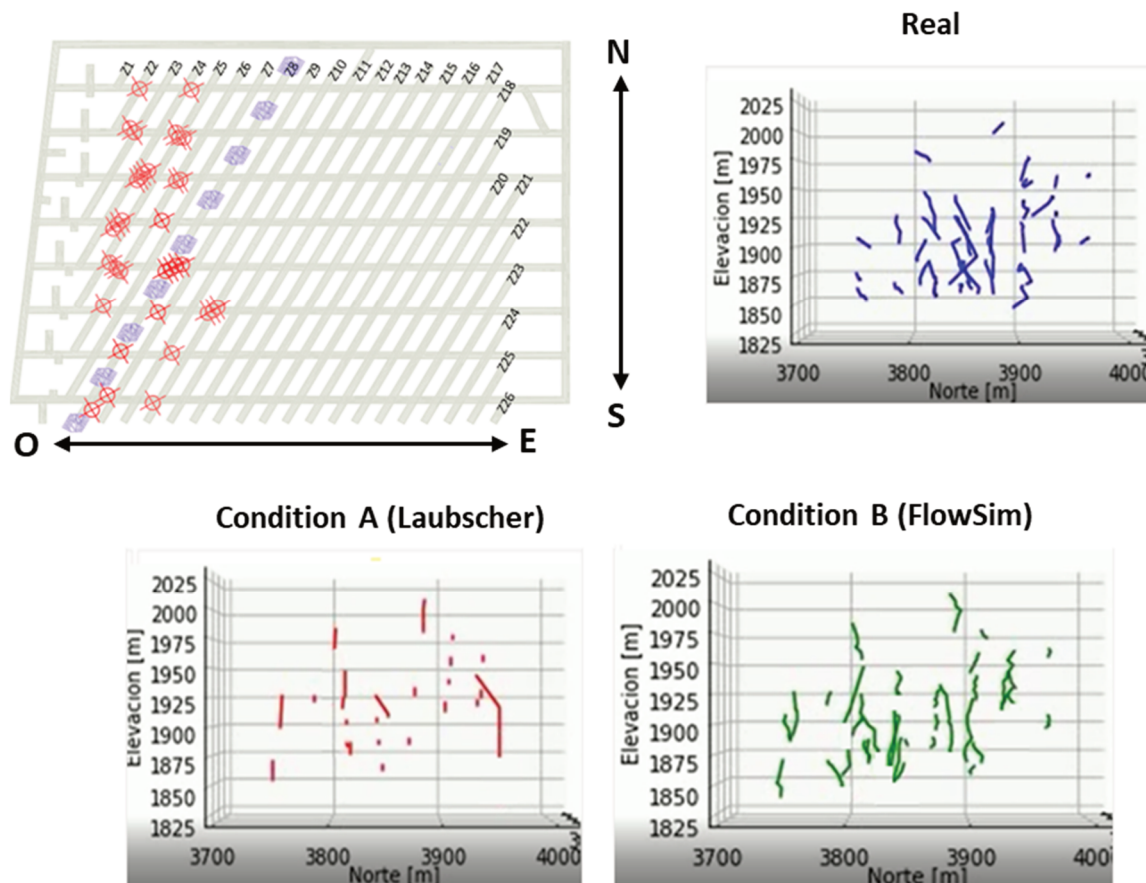 Real
N
Z1 Z2 Z3 Z4 Z5 Z6 Z7 Z8 Z9 Z10 Z11 Z12 Z13 Z14 Z15 Z16 Z17
Z18
Z19
Z20 Z21
Z22
Z23
Z24
Z25
Z26
S
O E
Elevacion [m]
2025
2000
1975
1950
1925
1900
1875
1850
1825
3700 3800 3900 4000
Norte [m]
Condition A (Laubscher)
Elevacion [m]
2025
2000
1975
1950
1925
1900
1875
1850
1825
3700 3800 3900 4000
Norte [m]
Condition B (FlowSim)
Elevacion [m]
2025
2000
1975
1950
1925
1900
1875
1850
1825
3700 3800 3900 400
Norte [m]